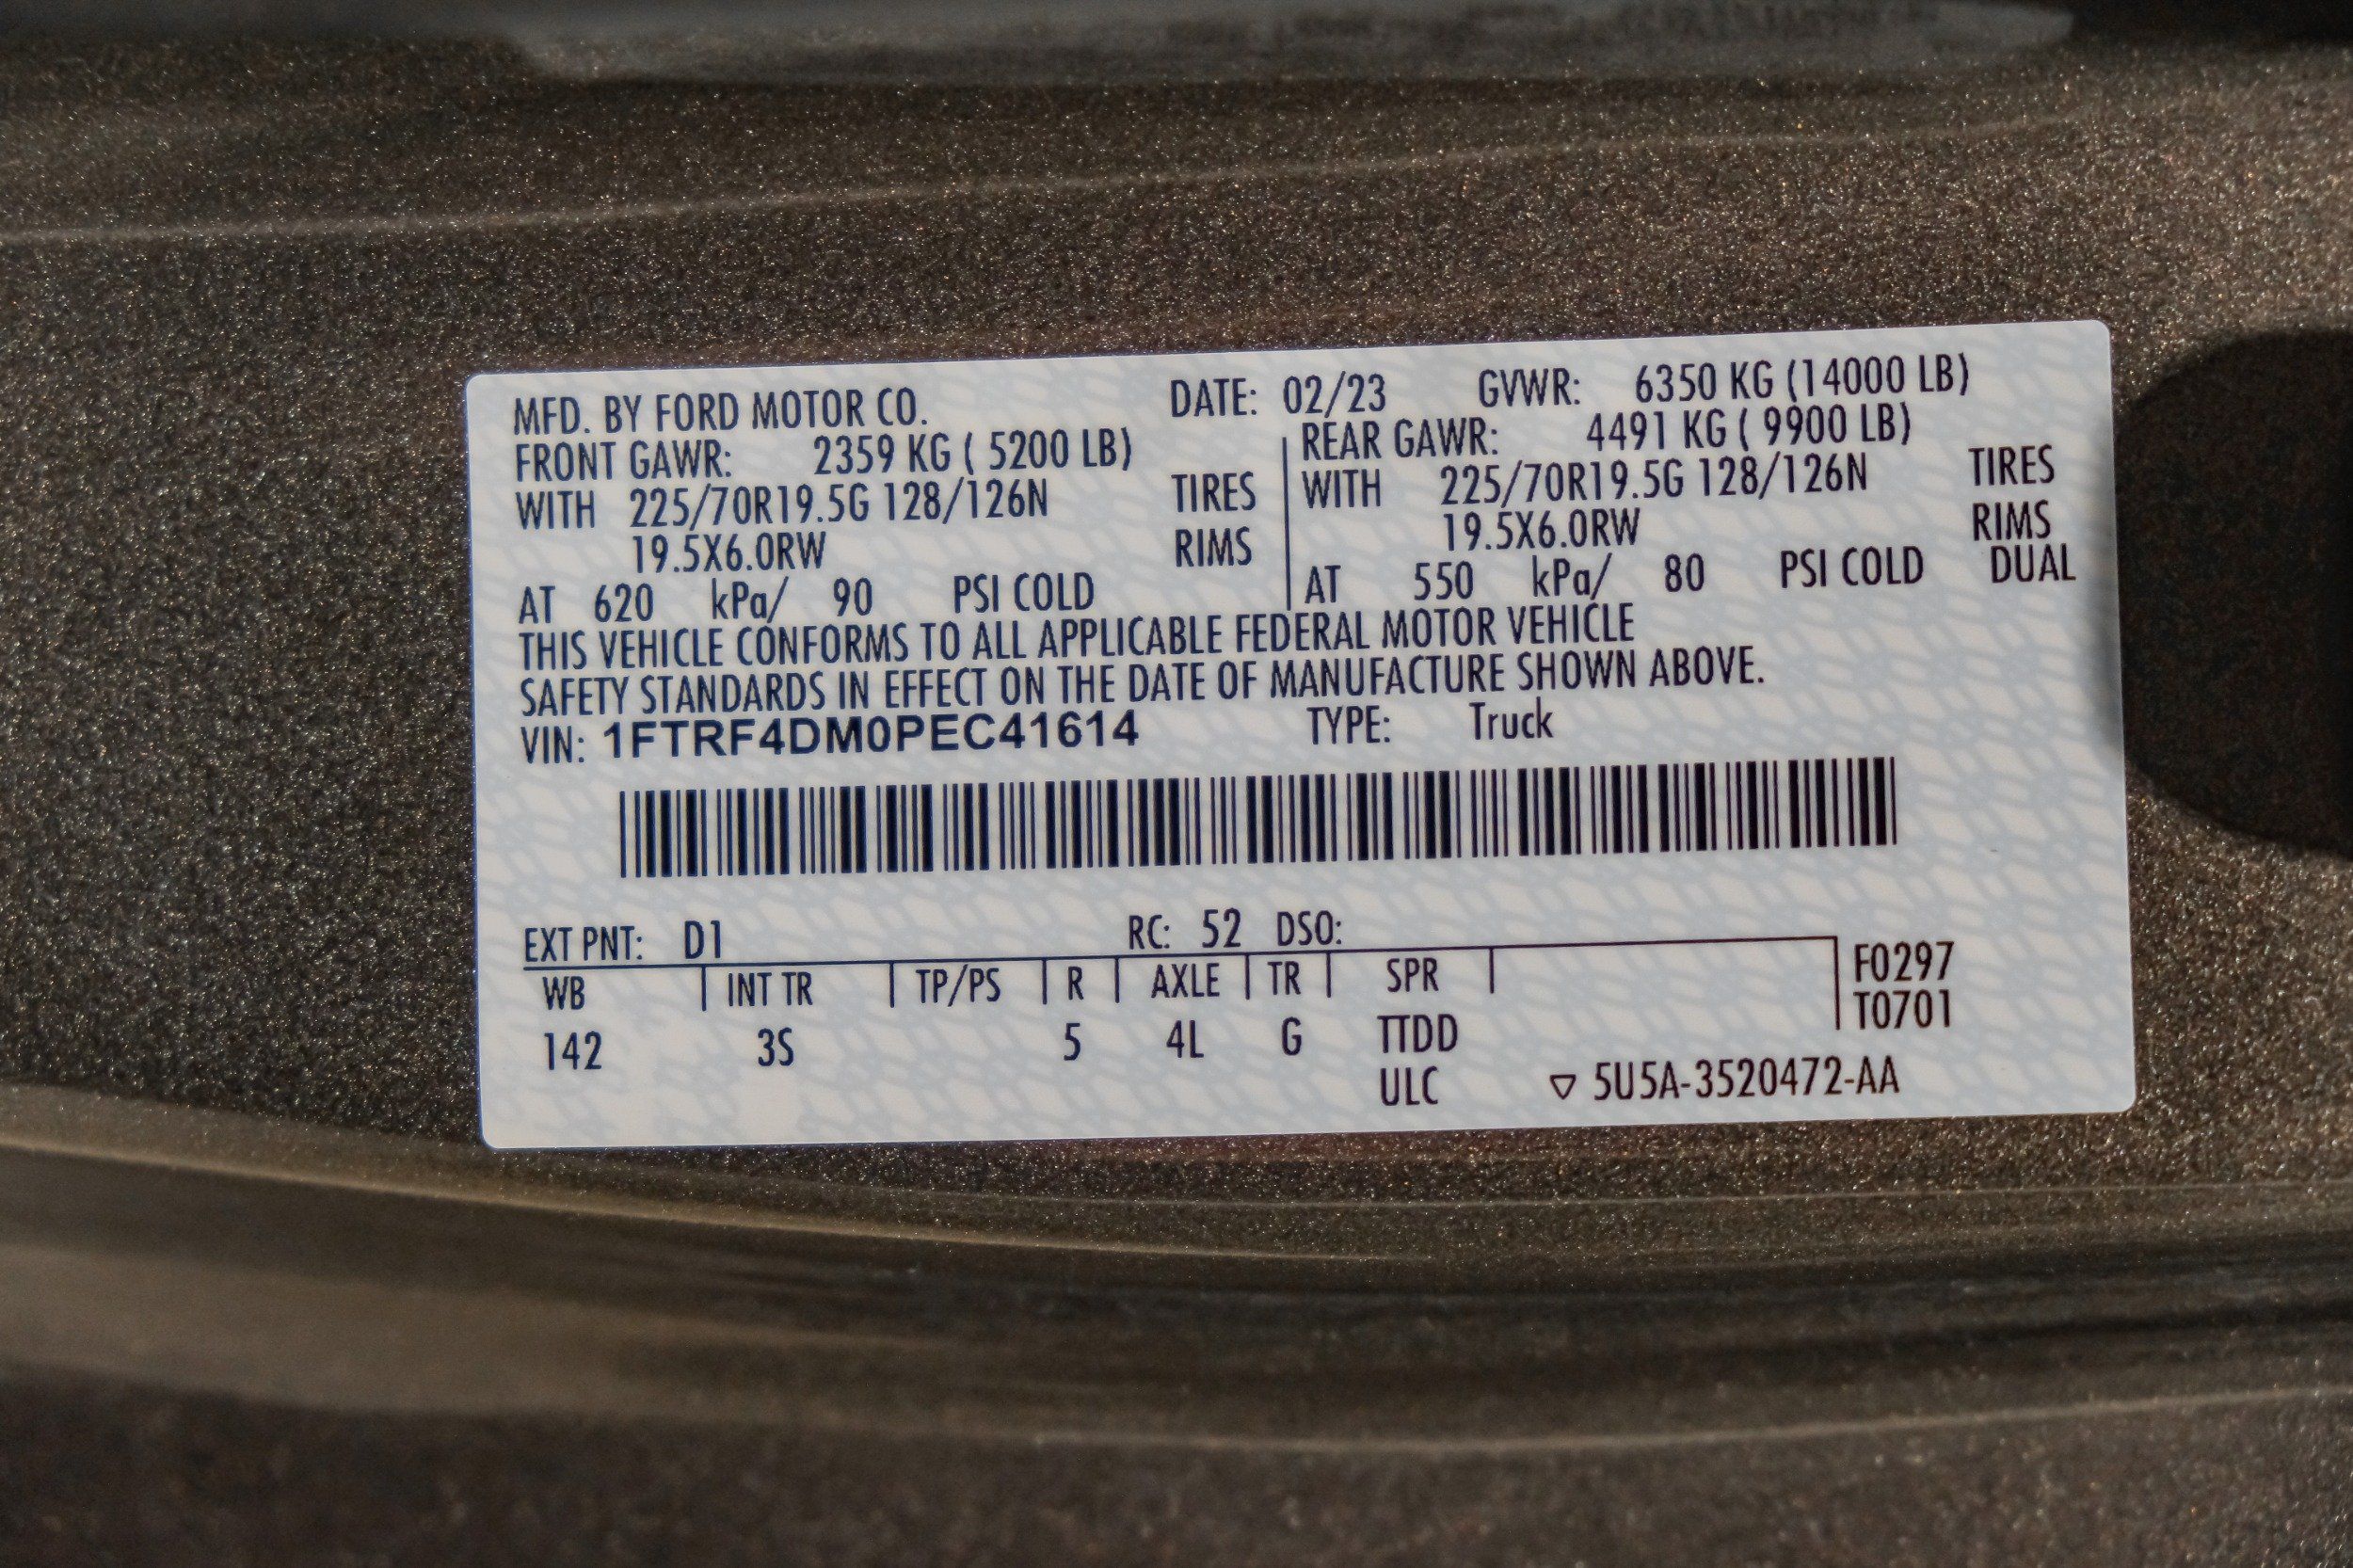 MFD. BY FORD MOTOR CO. DATE: 02/23 GVWR: 6350 KG (14000 LB)
FRONT GAWR: 2359 KG ( 5200 LB) REAR GAWR: 4491 KG ( 9900 LB)
WITH 225/70R19.5G 128/126N TIRES WITH 225/70R19.5G 128/126N TIRES
19.5X6.0RW RIMS 19.5X6.0RW RIMS
AT 620 kPa/ 90 PSI COLD AT 550 kPa/ 80 PSI COLD DUAL
THIS VEHICLE CONFORMS TO ALL APPLICABLE FEDERAL MOTOR VEHICLE
SAFETY STANDARDS IN EFFECT ON THE DATE OF MANUFACTURE SHOWN ABOVE.
VIN: 1FTRF4DM0PEC41614 TYPE: Truck
EXT PNT: D1 RC: 52 DSO:
WB INT TR TP/PS R AXLE TR SPR F0297
T0701
142 3S 5 4L G TTDD
ULC ▽ 5U5A-3520472-AA